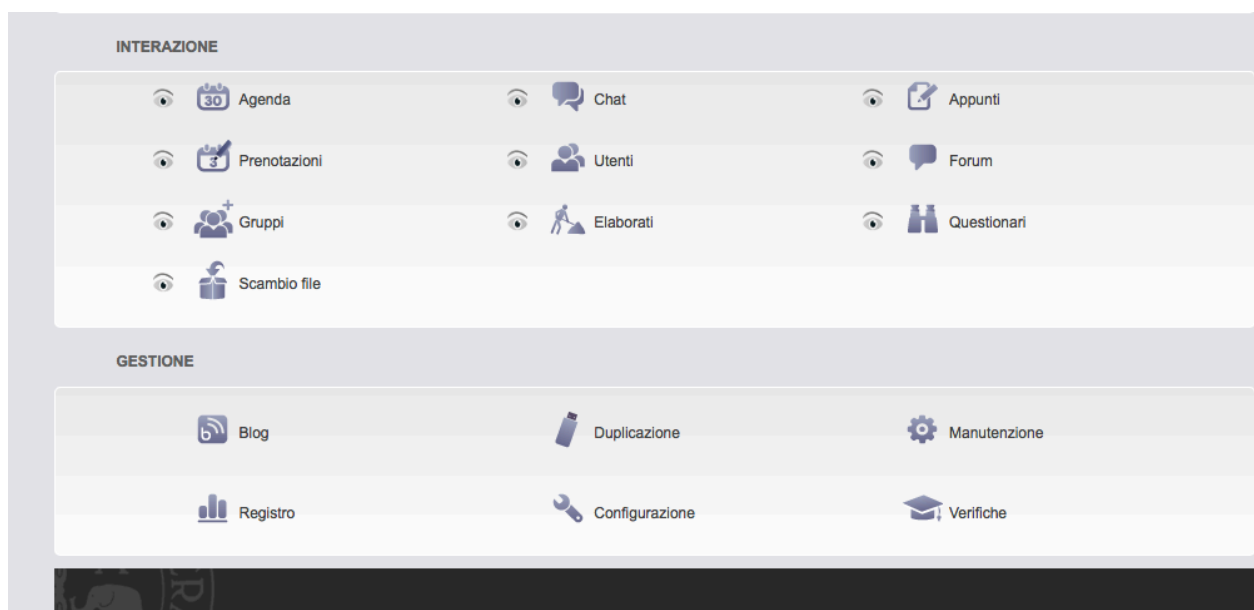 INTERAZIONE
30 Agenda Chat Appunti
3 Prenotazioni Utenti Forum
Gruppi Elaborati Questionari
Scambio file
GESTIONE
b Blog Duplicazione Manutenzione
Registro Configurazione Verifiche